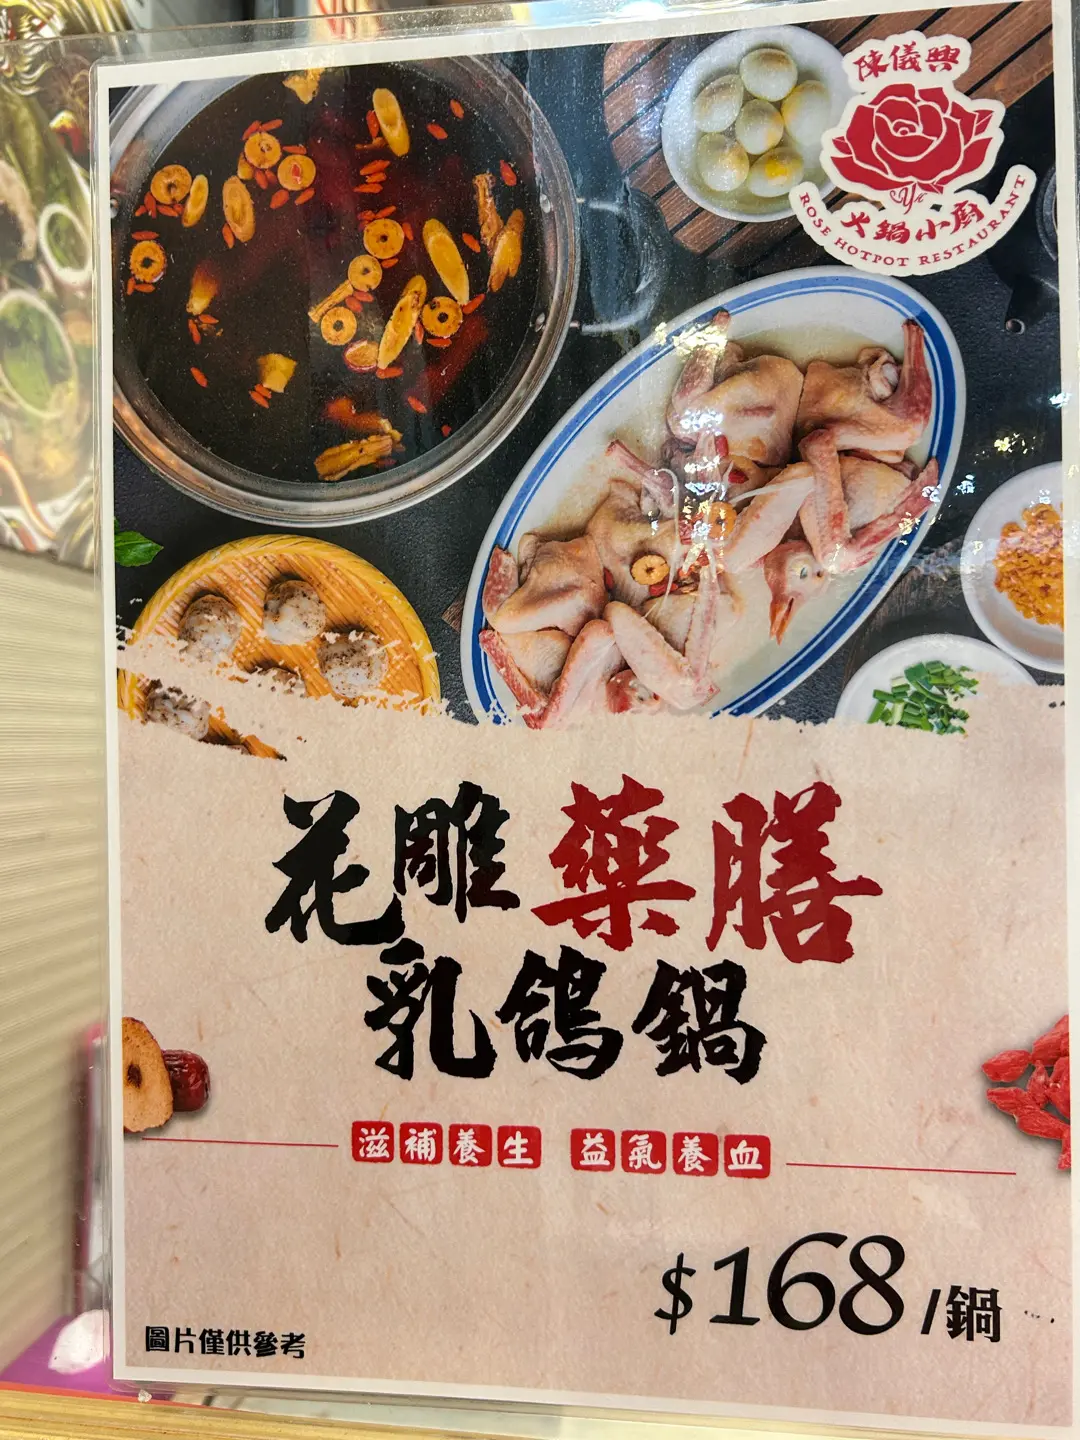 陳儀興
火鍋小廚
ROSE HOTPOT RESTAURANT
花雕藥膳
乳鴿鍋
滋補養生 益氣養血
$168/鍋
圖片僅供參考